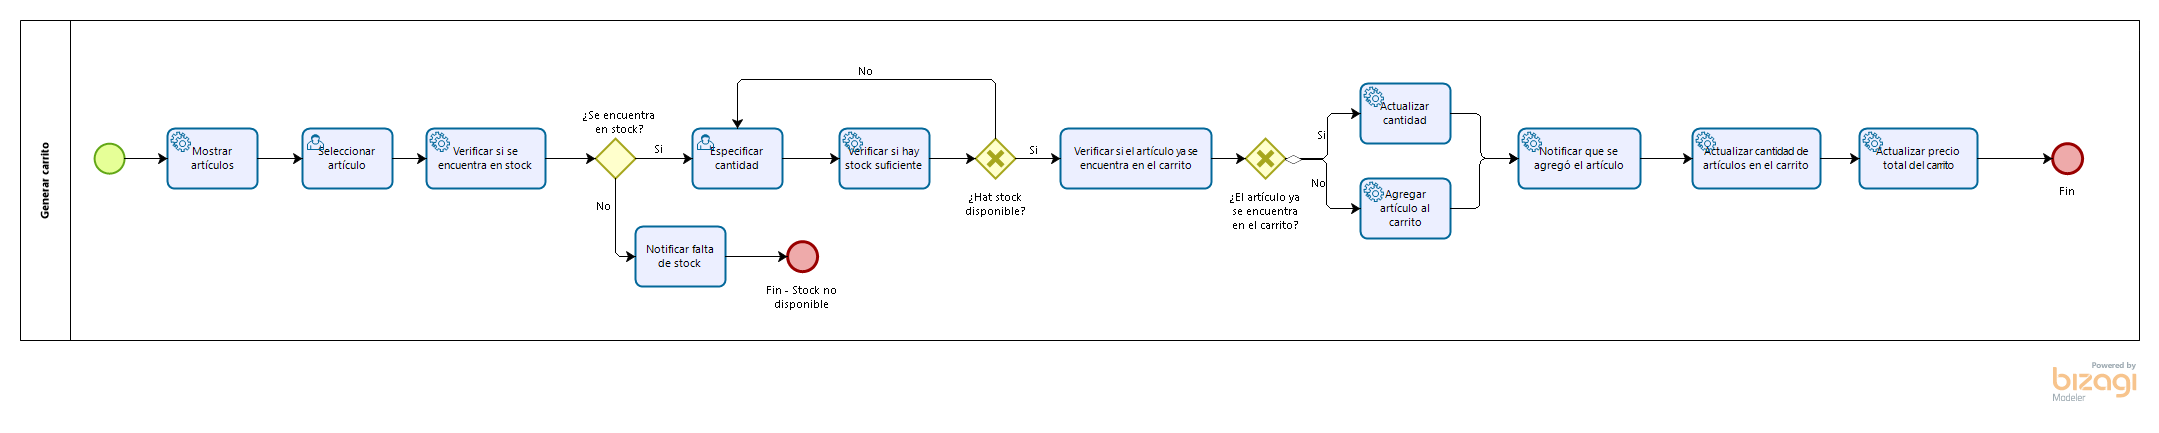 Generar carrito
Mostrar
artículos
Seleccionar
artículo
Verificar si se
encuentra en stock
¿Se encuentra
en stock?
Si
No
Notificar falta
de stock
Fin - Stock no
disponible
Especificar
cantidad
Verificar si hay
stock suficiente
No
¿Hat stock
disponible?
Si
Verificar si el artículo ya se
encuentra en el carrito
¿El artículo ya
se encuentra
en el carrito?
Si
No
Actualizar
cantidad
Agregar
artículo al
carrito
Notificar que se
agregó el artículo
Actualizar cantidad de
artículos en el carrito
Actualizar precio
total del carrito
Fin
Powered by
bizagi
Modeler